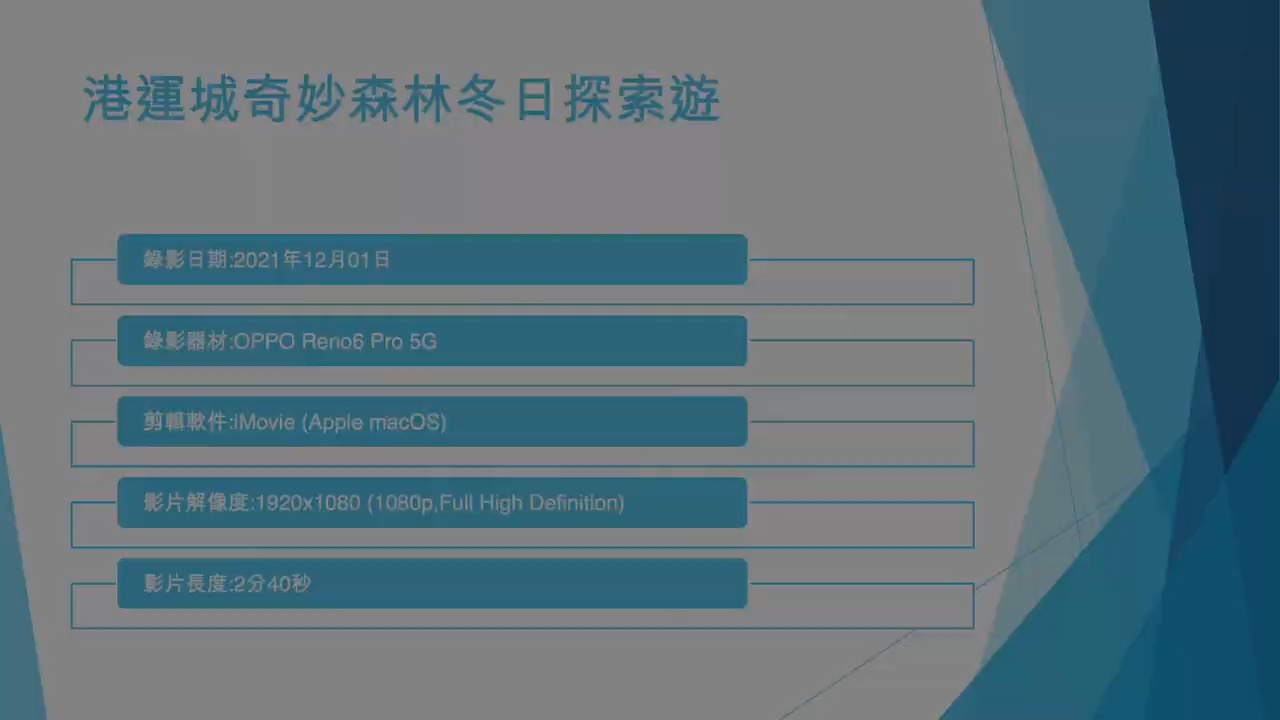 港運城奇妙森林冬日探索遊
錄影日期:2021年12月01日
錄影器材:OPPO Reno6 Pro 5G
剪輯軟件:iMovie (Apple macOS)
影片解像度:1920x1080 (1080p,Full High Definition)
影片長度:2分40秒